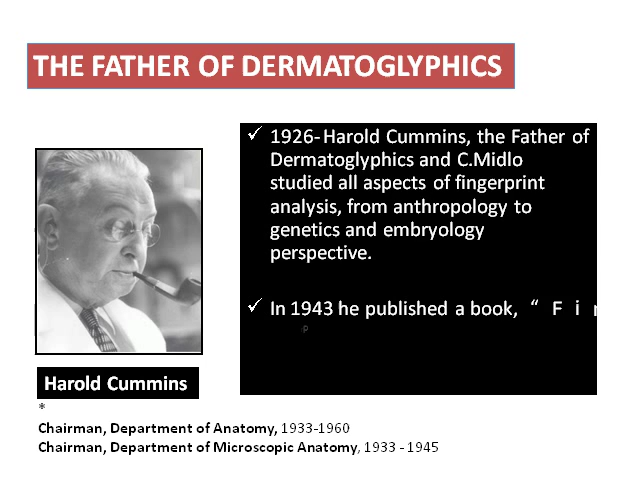 THE FATHER OF DERMATOGLYPHICS
✓ 1926- Harold Cummins, the Father of
Dermatoglyphics and C.Midlo
studied all aspects of fingerprint
analysis, from anthropology to
genetics and embryology
perspective.
✓ In 1943 he published a book, “ F i
p
Harold Cummins
*
Chairman, Department of Anatomy, 1933-1960
Chairman, Department of Microscopic Anatomy, 1933 - 1945